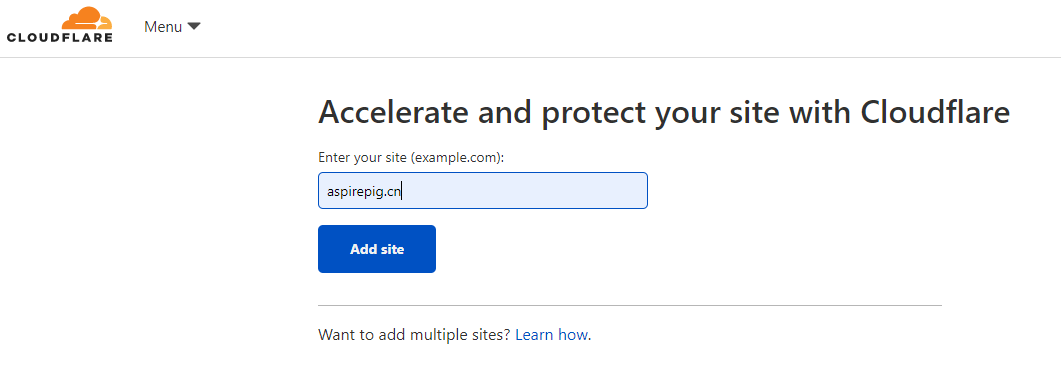 CLOUDFLARE
Menu
Accelerate and protect your site with Cloudflare
Enter your site (example.com):
aspirepig.cn
Add site
Want to add multiple sites? Learn how.